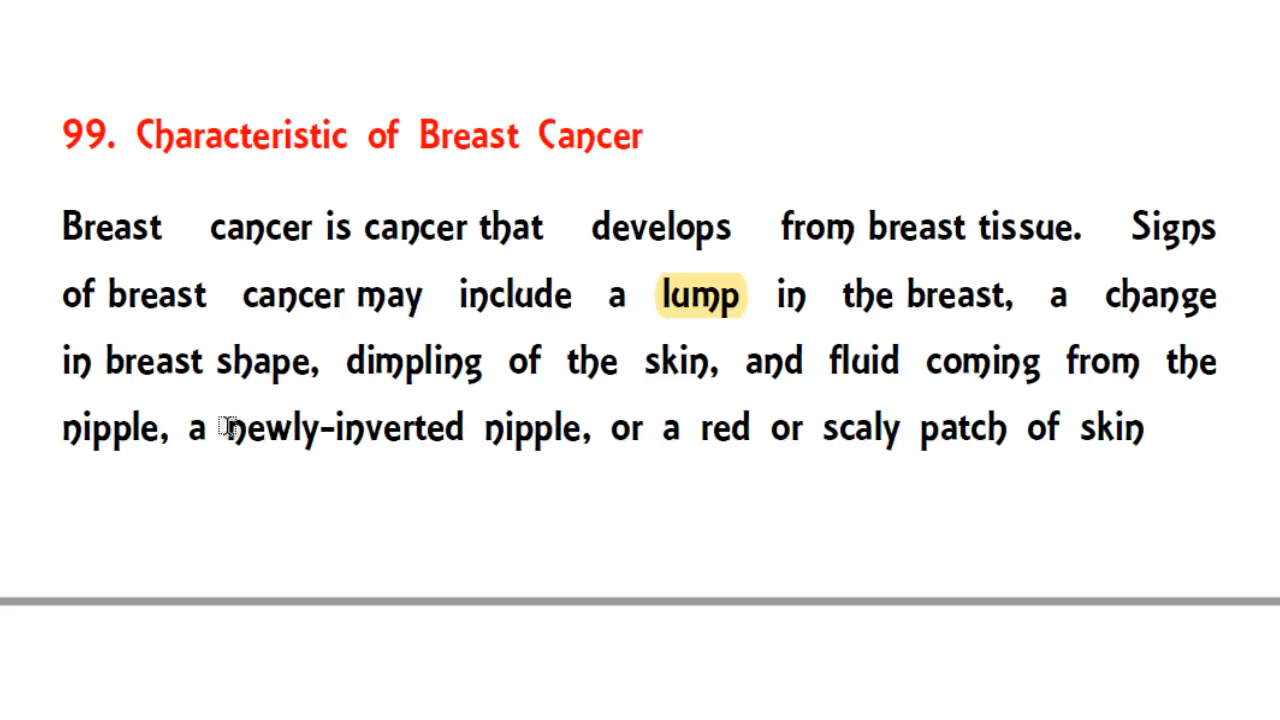 99. Characteristic of Breast Cancer
Breast cancer is cancer that develops from breast tissue. Signs
of breast cancer may include a lump in the breast, a change
in breast shape, dimpling of the skin, and fluid coming from the
nipple, a newly-inverted nipple, or a red or scaly patch of skin